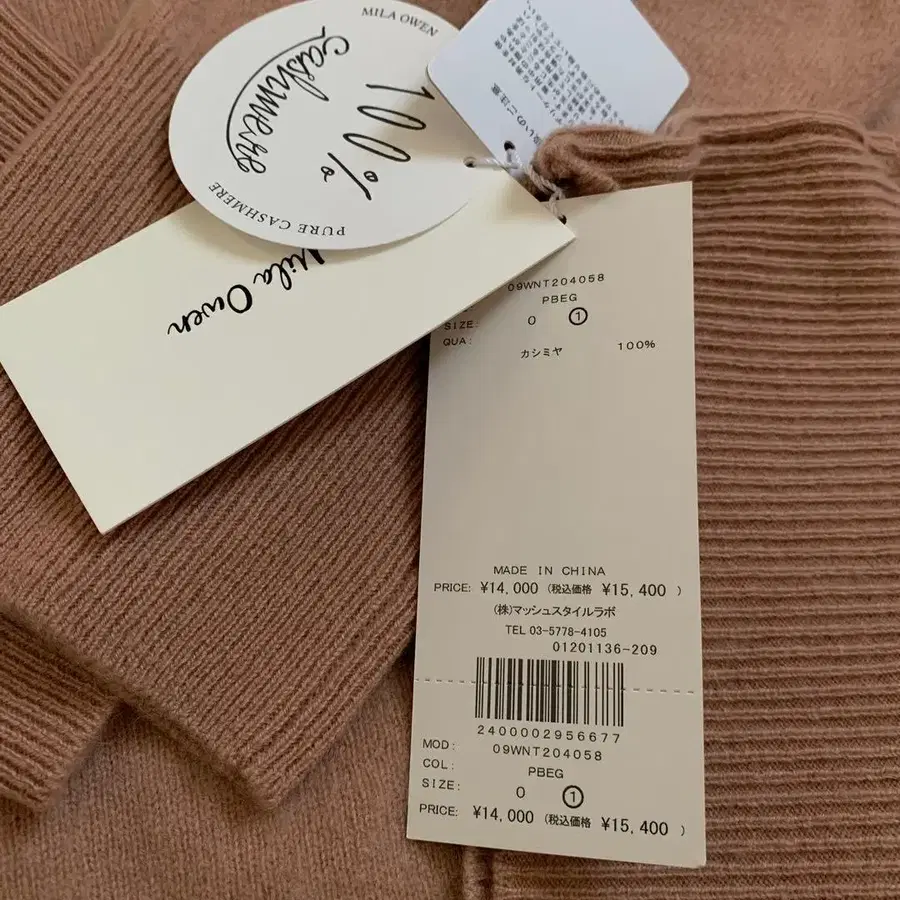 MILA OWEN
100%
cashmere
PURE CASHMERE
Mila Owen
09WNT204058
PBEG
SIZE: 0 ①
QUA:
カシミヤ 100%
MADE IN CHINA
PRICE: ¥14,000 (税込価格 ¥15,400 )
(株)マッシュスタイルラボ
TEL 03-5778-4105
01201136-209
2400002956677
MOD: 09WNT204058
COL: PBEG
SIZE: 0 ①
PRICE: ¥14,000 (税込価格 ¥15,400 )